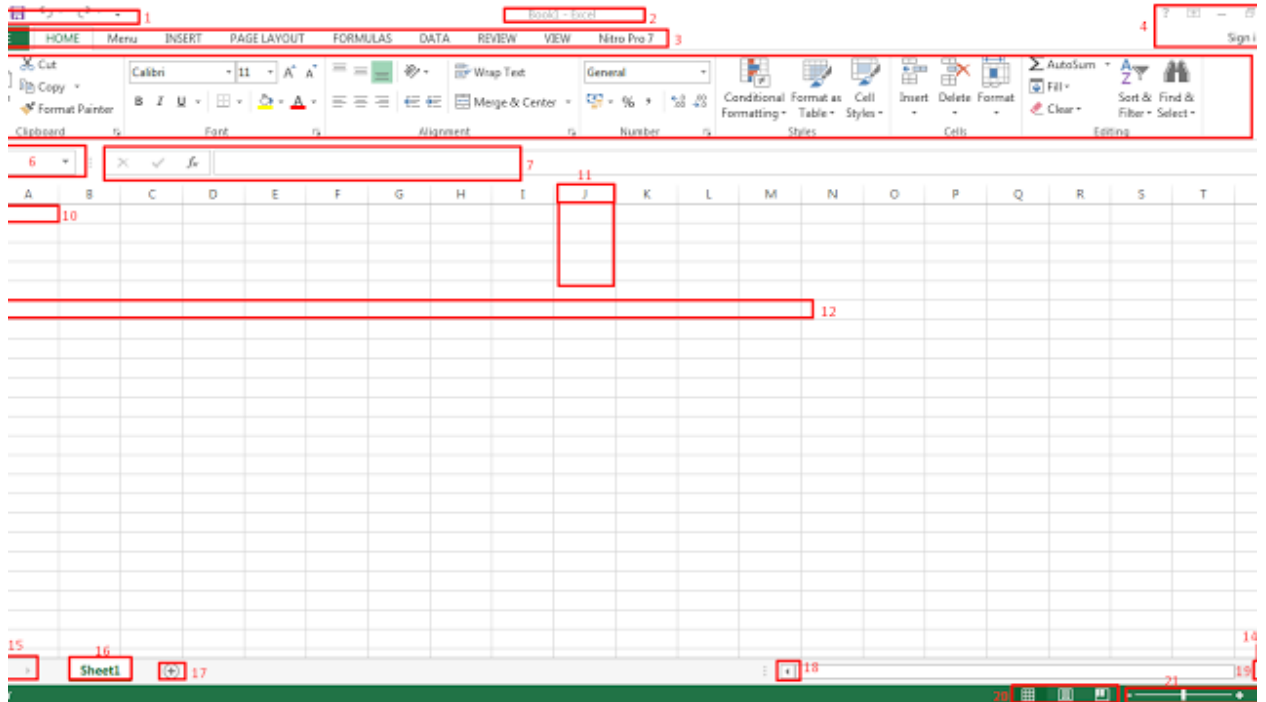 1
Book1 - Excel 2
? 4
HOME Menu INSERT PAGE LAYOUT FORMULAS DATA REVIEW VIEW Nitro Pro 7 3
Sign i
Cut
Copy
Format Painter
Clipboard
Calibri 11
B I U A
Font
Wrap Text
Merge & Center
Alignment
General
%
Number
Conditional Formatting
Format as Table
Cell Styles
Styles
Insert Delete Format
Cells
AutoSum
Fill
Clear
Sort & Filter
Find & Select
Editing
6 fx 7
11
A B C D E F G H I J K L M N O P Q R S T
10
12
15 16 14
Sheet1 17 18 19
20 21